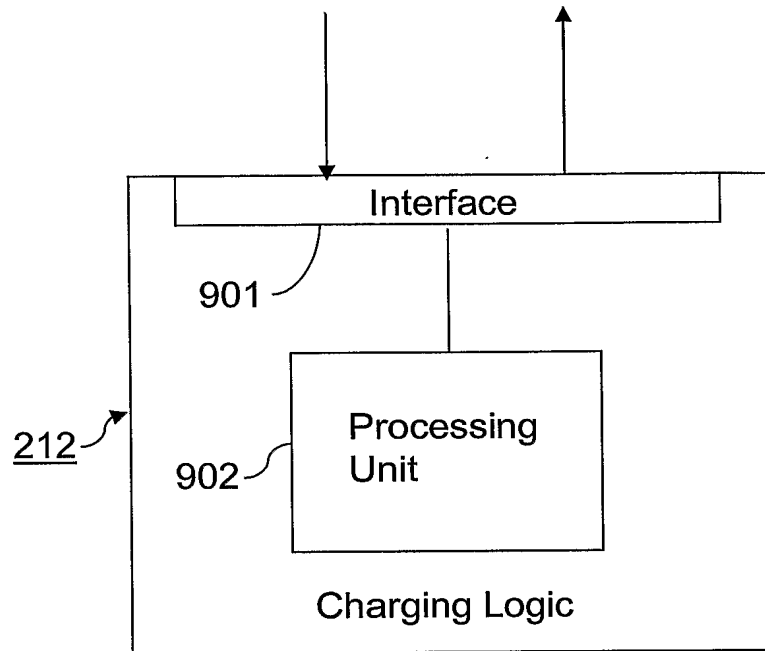 Interface
901
Processing
Unit
212
902
Charging Logic